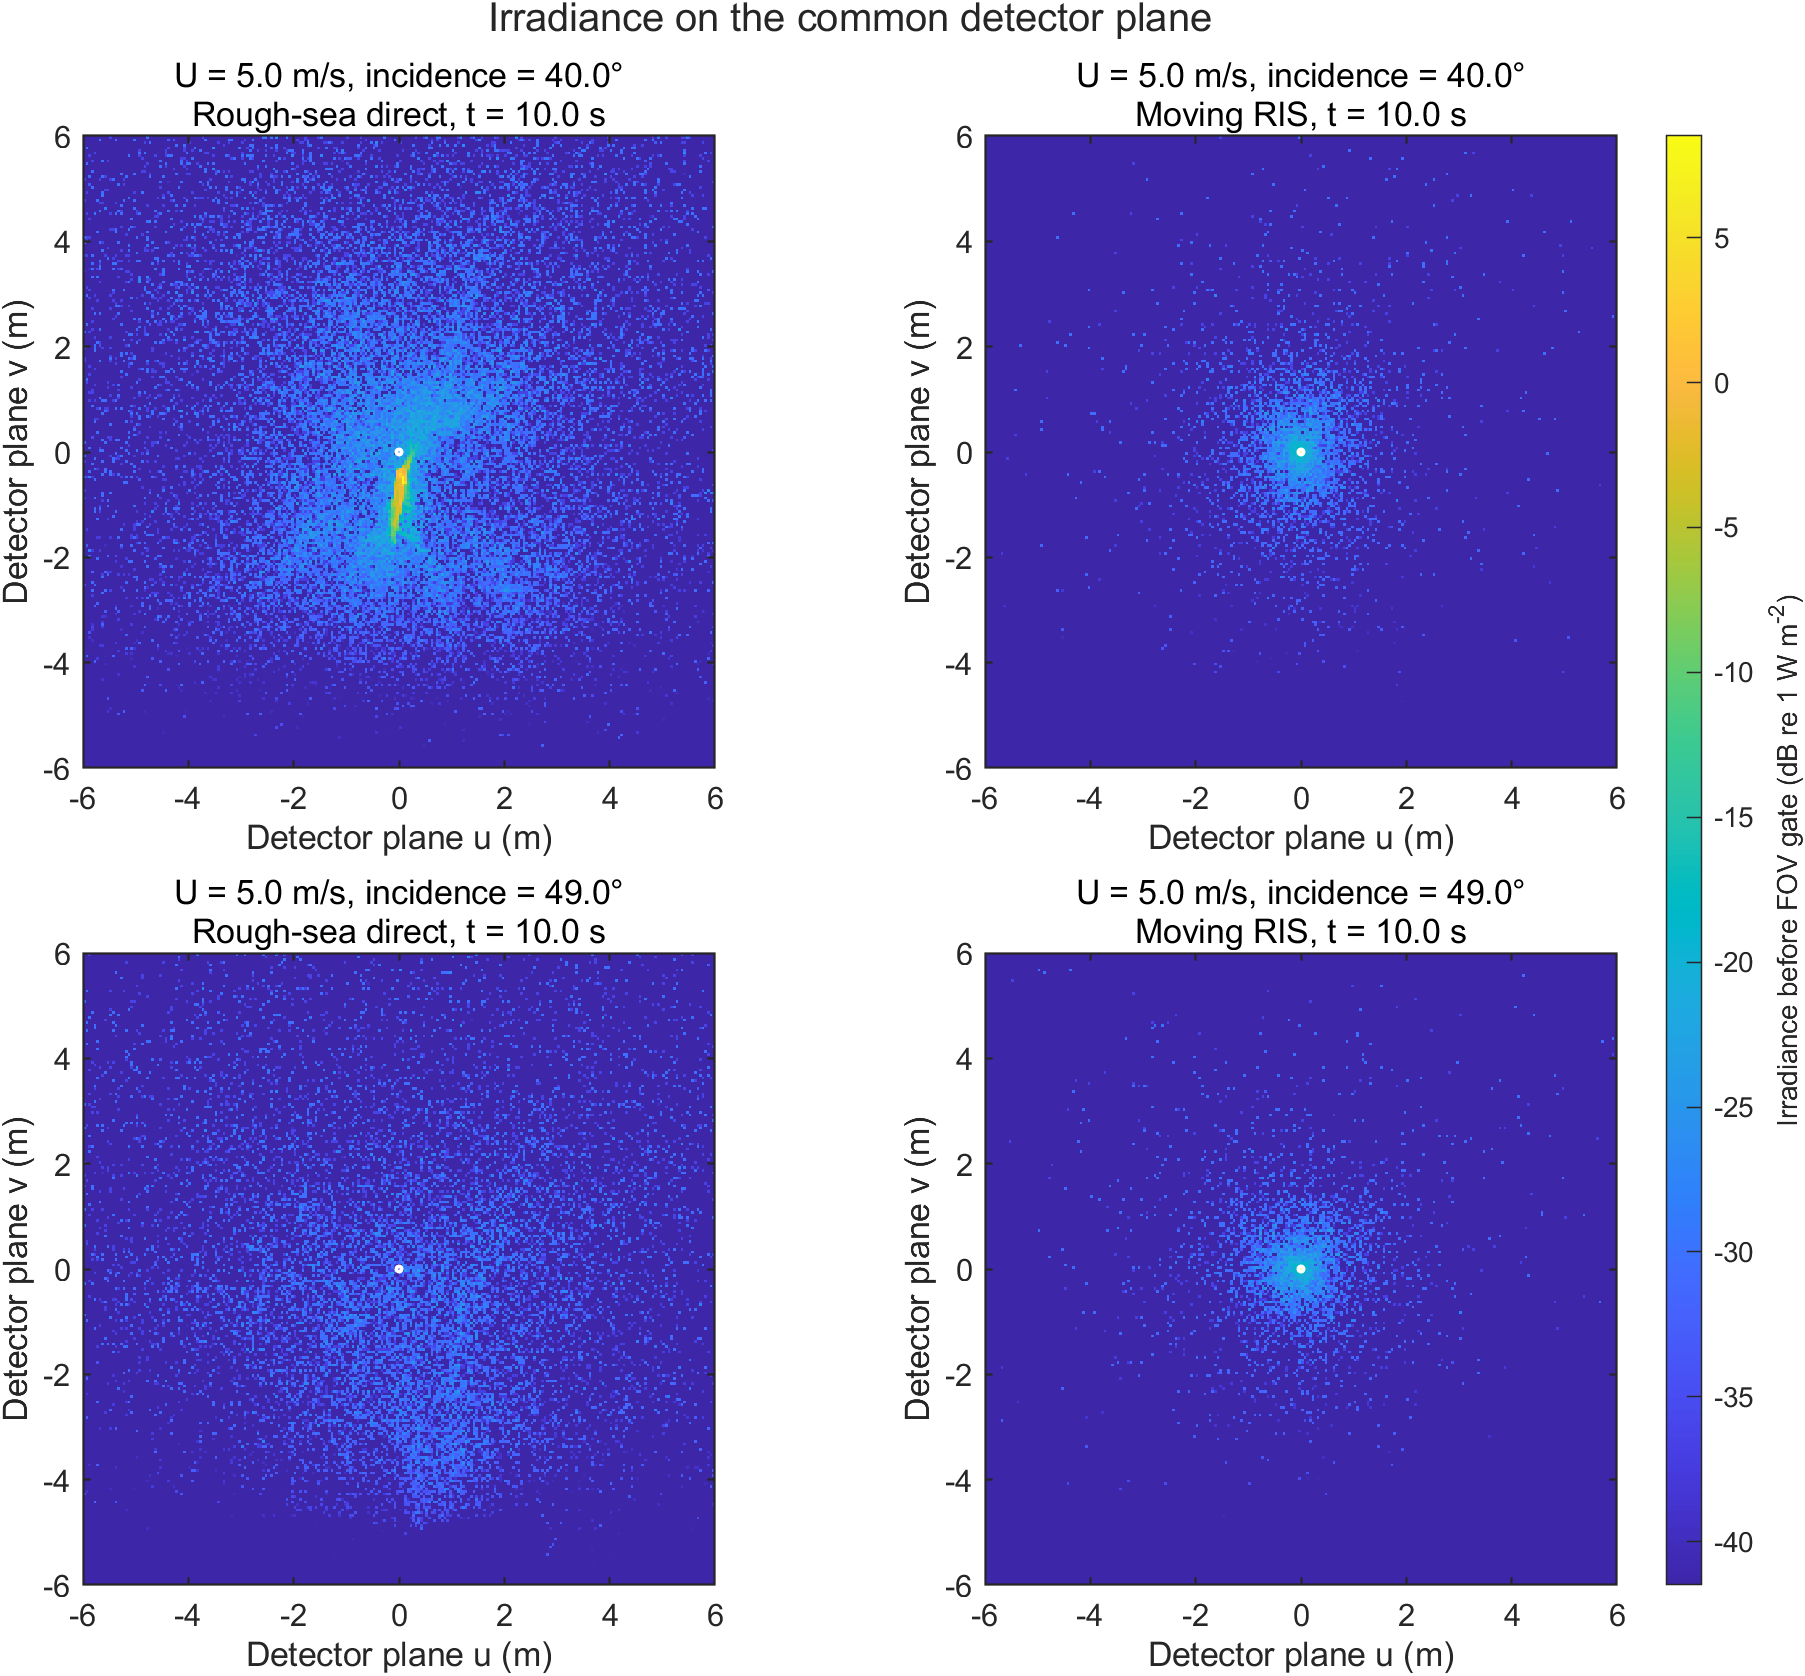 Irradiance on the common detector plane
U = 5.0 m/s, incidence = 40.0°
Rough-sea direct, t = 10.0 s
6
4
2
0
-2
-4
-6
-6 -4 -2 0 2 4 6
Detector plane v (m)
Detector plane u (m)
U = 5.0 m/s, incidence = 40.0°
Moving RIS, t = 10.0 s
6
4
2
0
-2
-4
-6
-6 -4 -2 0 2 4 6
Detector plane v (m)
Detector plane u (m)
U = 5.0 m/s, incidence = 49.0°
Rough-sea direct, t = 10.0 s
6
4
2
0
-2
-4
-6
-6 -4 -2 0 2 4 6
Detector plane v (m)
Detector plane u (m)
U = 5.0 m/s, incidence = 49.0°
Moving RIS, t = 10.0 s
6
4
2
0
-2
-4
-6
-6 -4 -2 0 2 4 6
Detector plane v (m)
Detector plane u (m)
5
0
-5
-10
-15
-20
-25
-30
-35
-40
Irradiance before FOV gate (dB re 1 W m⁻²)